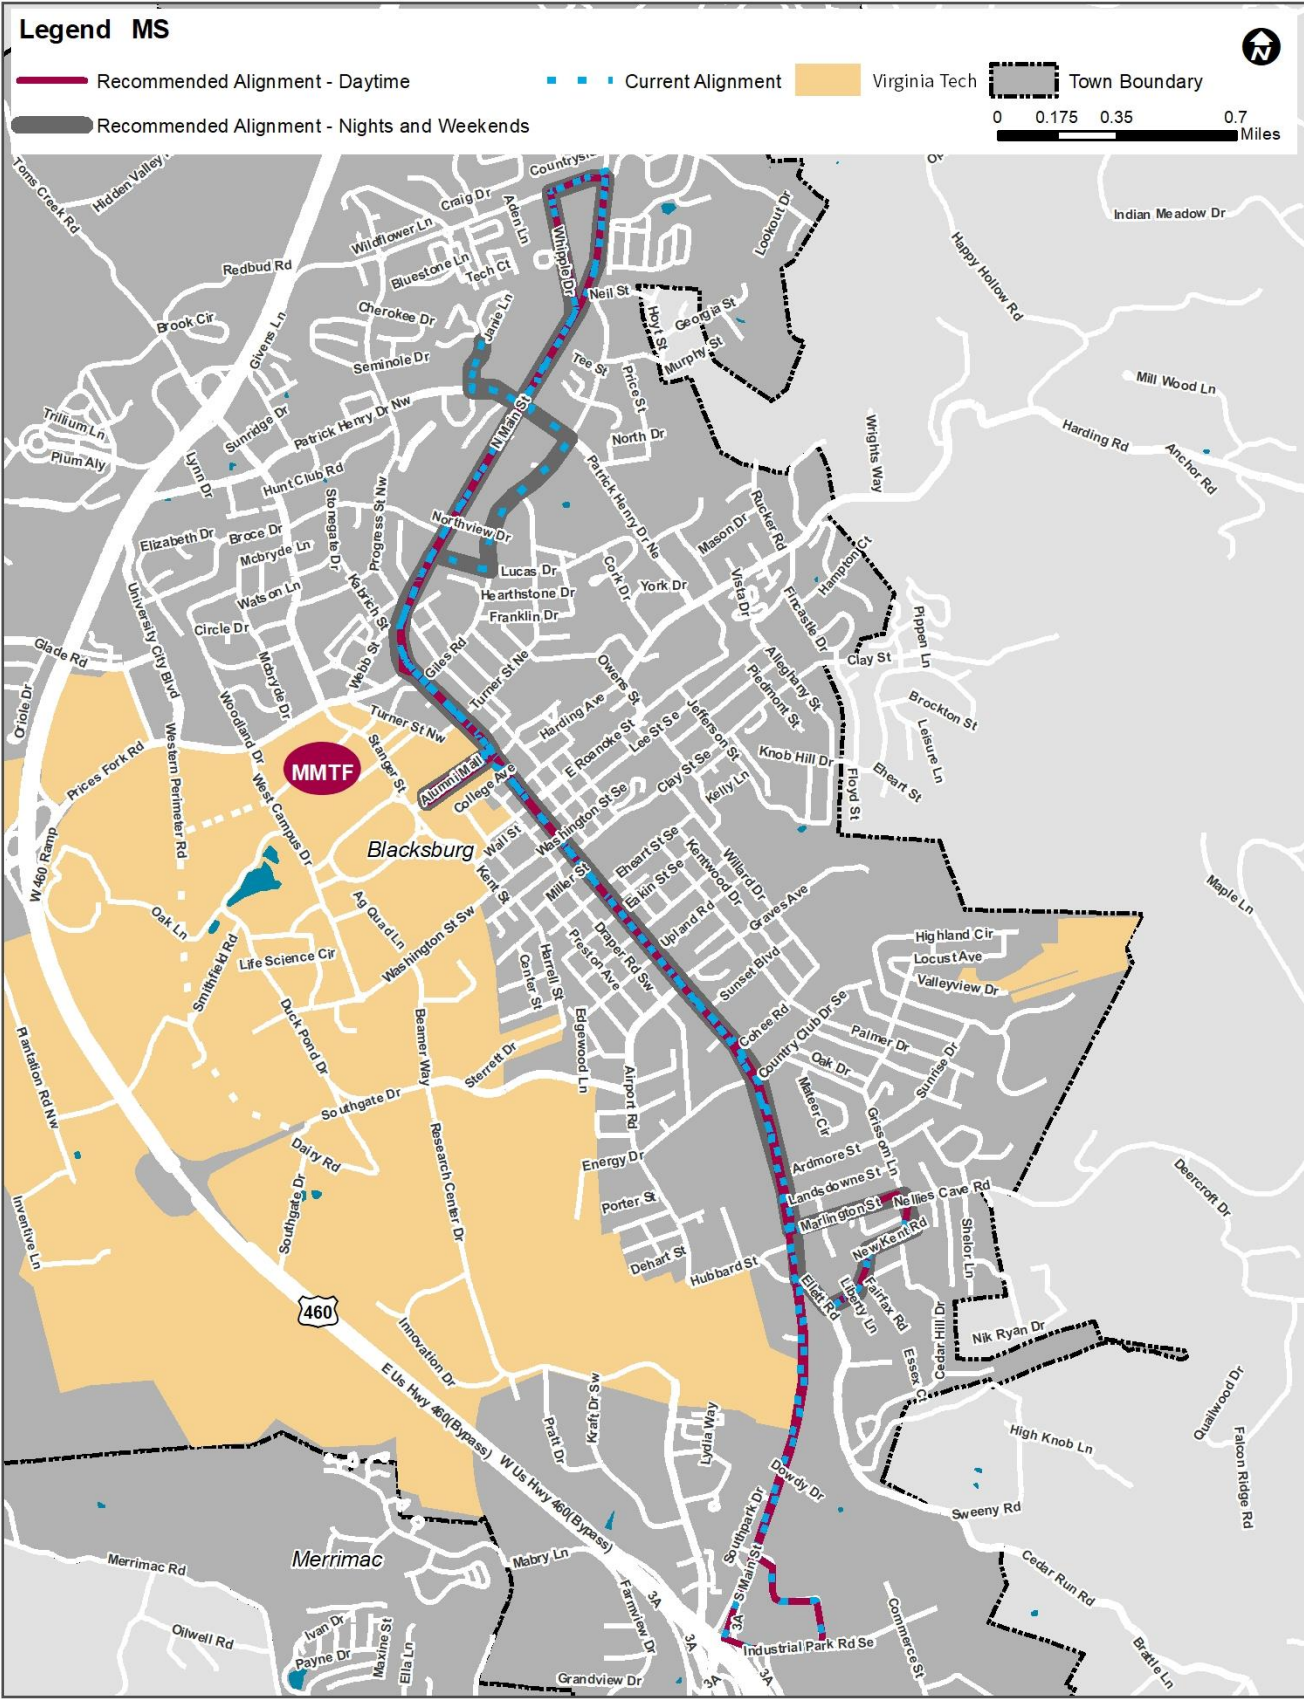 Legend MS
Recommended Alignment - Daytime
Current Alignment
Virginia Tech
Town Boundary
N
Recommended Alignment - Nights and Weekends
0 0.175 0.35 0.7
Miles
Toms Creek Rd
Hidden Valley
Craig Dr
Aden Ln
Wildflower Ln
Bluestone Ln
Tech Ct
Whipple Dr
Redbud Rd
Neil St
Lookout Dr
Indian Meadow Dr
Happy Hollow Rd
Brook Cir
Givens Ln
Cherokee Dr
Janie Ln
Hoyt St
Georgia St
Murphy St
Seminole Dr
Tee St
Price St
Mill Wood Ln
Trillium Ln
Plum Aly
Sunridge Dr
Patrick Henry Dr Nw
N Main St
North Dr
Wrights Way
Harding Rd
Anchor Rd
Lynn Dr
Hunt Club Rd
Stonegate Dr
Progress St Nw
Patrick Henry Dr Ne
Northview Dr
Elizabeth Dr
Broce Dr
Mcbryde Ln
Mason Dr
Rucker Rd
Hampton Ct
Lucas Dr
Cork Dr
York Dr
Vista Dr
Fincastle Dr
University City Blvd
Watson Ln
Kabrich St
Hearthstone Dr
Franklin Dr
Circle Dr
Pippen Ln
Glade Rd
Mcbryde Dr
Webb St
Giles Rd
Turner St Ne
Owens St
Alleghany St
Clay St
Piedmont St
Oriole Dr
Woodland Dr
Turner St Nw
Harding Ave
E Roanoke St
Lee St Se
Jefferson St
Brockton St
Leisure Ln
Prices Fork Rd
Western Perimeter Rd
MMTF
Stanger St
Alumni Mall
College Ave
Clay St Se
Kelly Ln
Knob Hill Dr
Floyd St
Eheart St
West Campus Dr
Washington St Se
Wall St
Blacksburg
W 460 Ramp
Kent St
Miller St
Eheart St Se
Eakin St Se
Kentwood Dr
Willard Dr
Graves Ave
Maple Ln
Oak Ln
Ag Quad Ln
Washington St Sw
Upland Rd
Draper Rd Sw
Preston Ave
Harrell St
Center St
Sunset Blvd
Highland Cir
Locust Ave
Valleyview Dr
Smithfield Rd
Life Science Cir
Duck Pond Dr
Beamer Way
Edgewood Ln
Cohee Rd
Country Club Dr Se
Palmer Dr
Oak Dr
Sunrise Dr
Plantation Rd Nw
Sterrett Dr
Southgate Dr
Airport Rd
Mateer Cir
Grissom Ln
Dairy Rd
Research Center Dr
Energy Dr
Ardmore St
Landsdowne St
Marlington St
Nellies Cave Rd
Deercroft Dr
Porter St
Inventive Ln
Southgate Dr
New Kent Rd
Shelor Ln
Dehart St
Hubbard St
Ellett Rd
Liberty Ln
Fairfax Rd
460
Innovation Dr
Cedar Hill Dr
Nik Ryan Dr
Essex Ct
E Us Hwy 460(Bypass)
Pratt Dr
Kraft Dr Sw
Lydia Way
High Knob Ln
Quailwood Dr
Falcon Ridge Rd
W Us Hwy 460(Bypass)
Dowdy Dr
Southpark Dr
Sweeny Rd
Merrimac
Merrimac Rd
Mabry Ln
S Main St
Cedar Run Rd
3A
3A
Farmview Dr
Commerce St
Ivan Dr
Oilwell Rd
Payne Dr
Maxine St
Ella Ln
3A
Industrial Park Rd Se
Brattle Ln
Grandview Dr
3A
3A